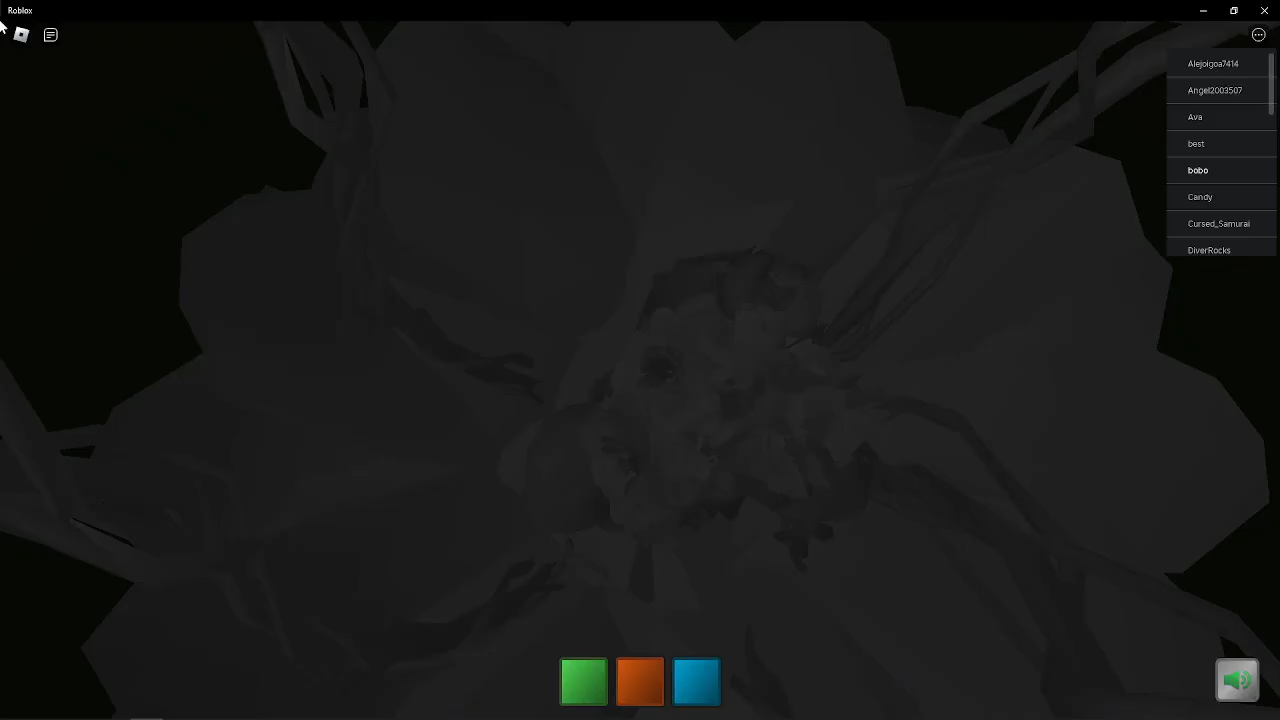 Roblox
Alejoigoa7414
Angel2003507
Ava
best
bobo
Candy
Cursed_Samurai
DiverRocks